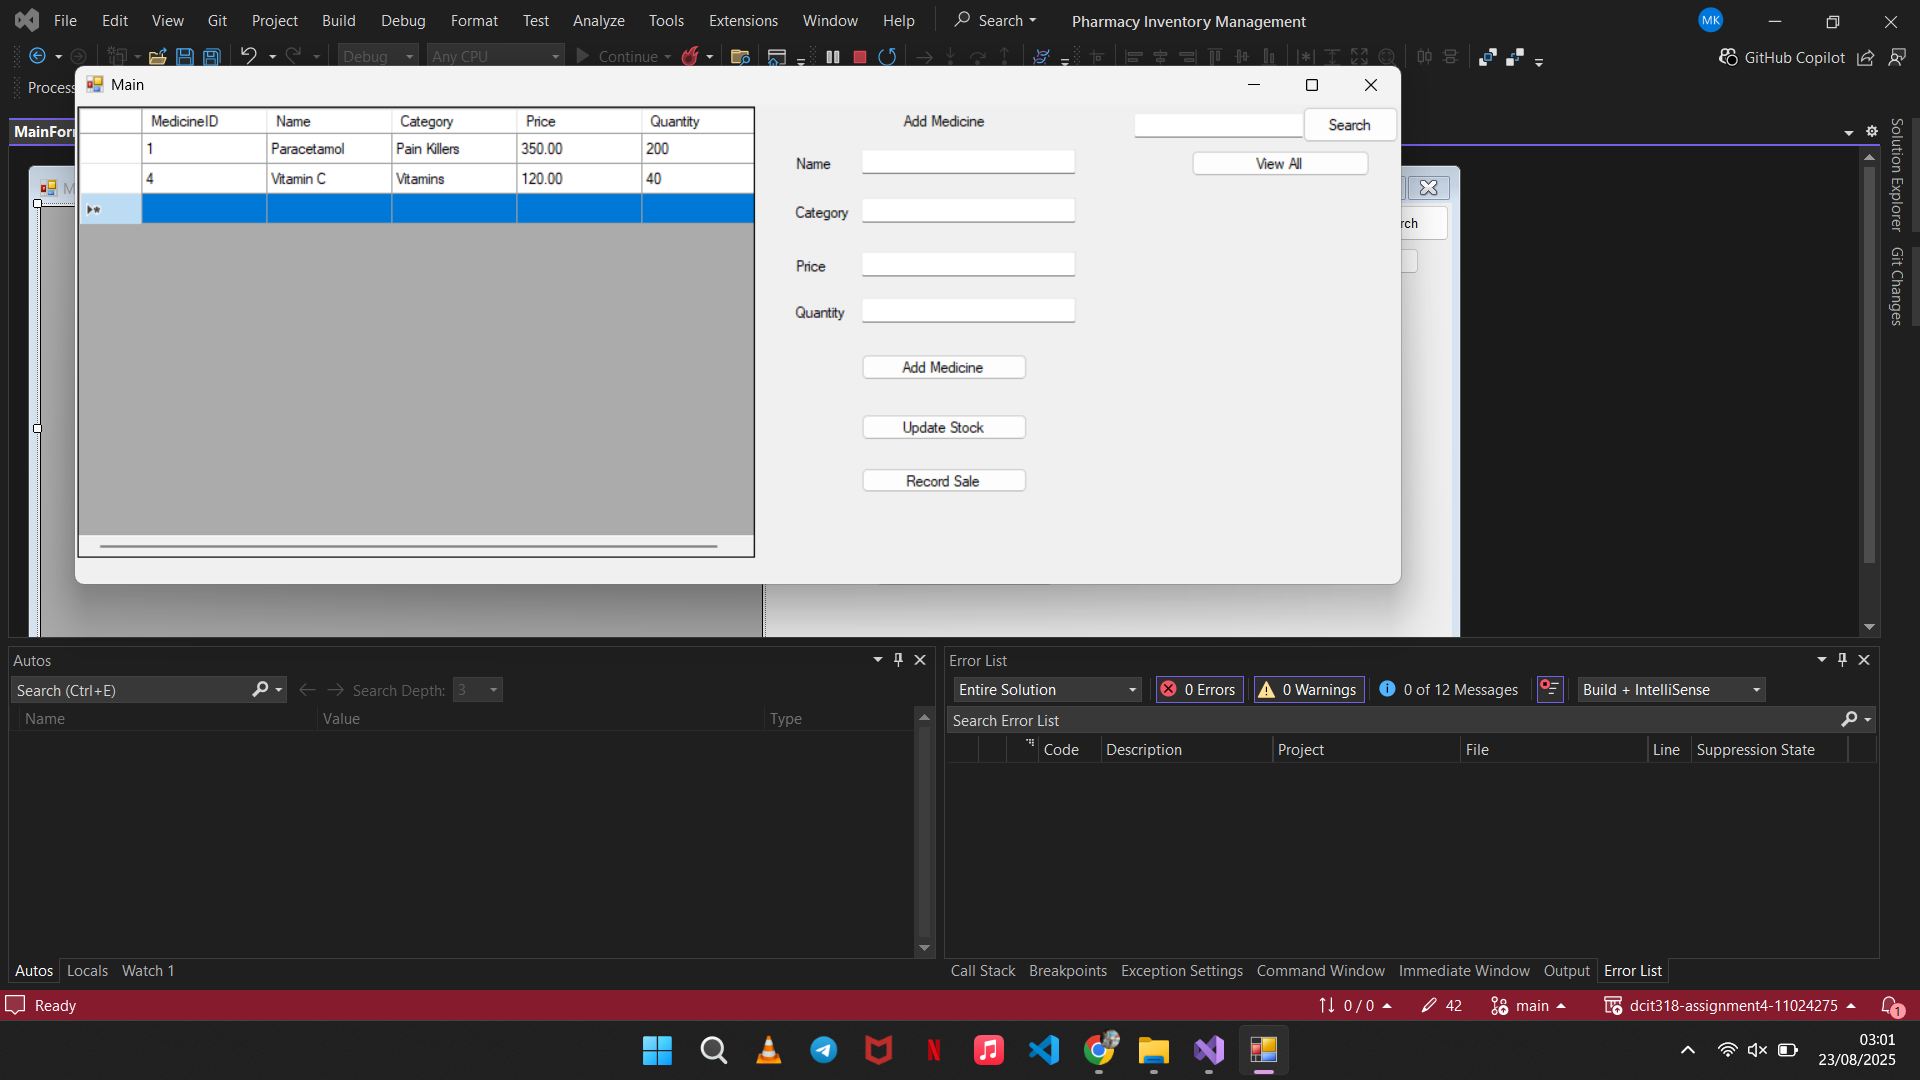 File Edit View Git Project Build Debug Format Test Analyze Tools Extensions Window Help Search Pharmacy Inventory Management MK
Debug Any CPU Continue GitHub Copilot
Process
Main
MainForm
MedicineID Name Category Price Quantity
1 Paracetamol Pain Killers 350.00 200
4 Vitamin C Vitamins 120.00 40
Add Medicine
Search
View All
Name
Category
Price
Quantity
Add Medicine
Update Stock
Record Sale
M
rch
Solution Explorer
Git Changes
Autos
Search (Ctrl+E) Search Depth: 3
Name Value Type
Autos Locals Watch 1
Error List
Entire Solution 0 Errors 0 Warnings 0 of 12 Messages Build + IntelliSense
Search Error List
Code Description Project File Line Suppression State
Call Stack Breakpoints Exception Settings Command Window Immediate Window Output Error List
Ready 0 / 0 42 main dcit318-assignment4-11024275 1
N
03:01
23/08/2025